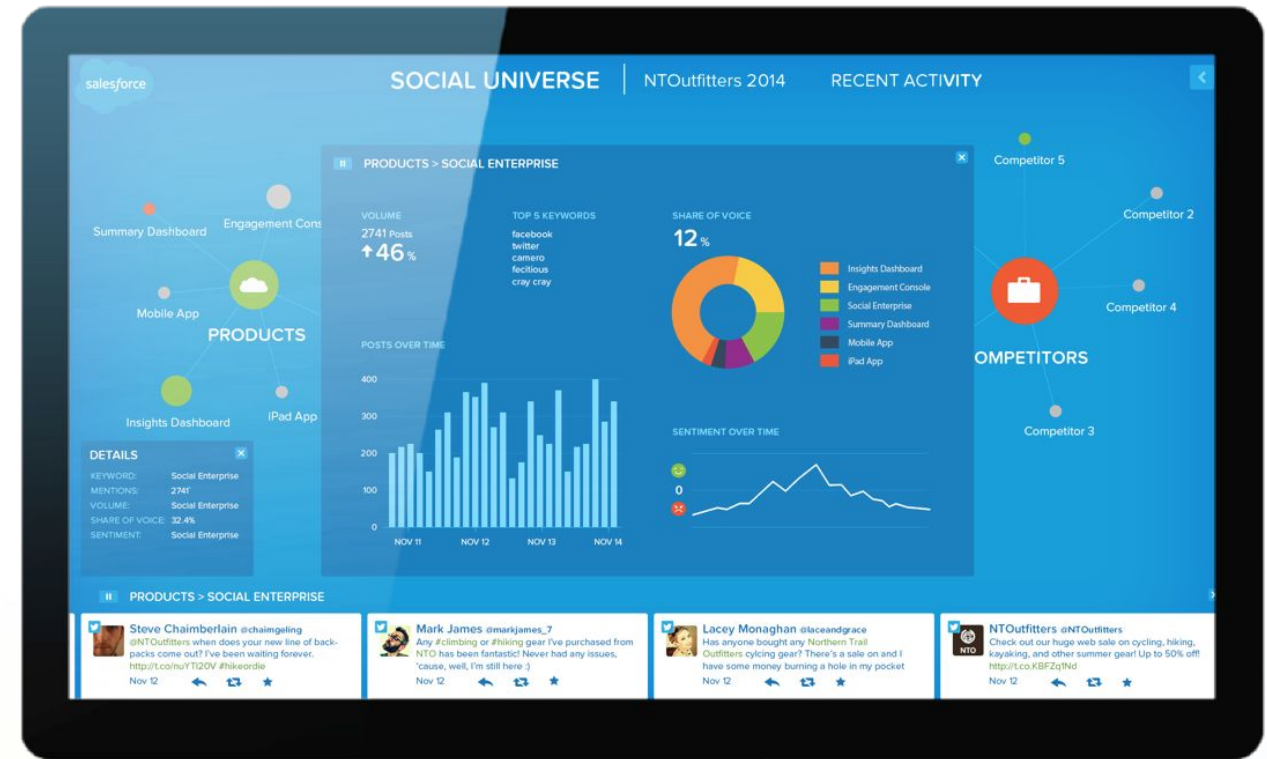 salesforce
SOCIAL UNIVERSE
NTOutfitters 2014
RECENT ACTIVITY
Summary Dashboard
Engagement Cons
Mobile App
PRODUCTS
Insights Dashboard
iPad App
PRODUCTS > SOCIAL ENTERPRISE
VOLUME
2741 Posts
46 %
TOP 5 KEYWORDS
facebook
twitter
camero
fecitious
cray cray
SHARE OF VOICE
12 %
Insights Dashboard
Engagement Console
Social Enterprise
Summary Dashboard
Mobile App
iPad App
POSTS OVER TIME
400
300
200
100
0
NOV 11
NOV 12
NOV 13
NOV 14
SENTIMENT OVER TIME
0
Competitor 5
Competitor 2
Competitor 4
OMPETITORS
Competitor 3
DETAILS
KEYWORD: Social Enterprise
MENTIONS: 2741'
VOLUME: Social Enterprise
SHARE OF VOICE: 32.4%
SENTIMENT: Social Enterprise
PRODUCTS > SOCIAL ENTERPRISE
Steve Chaimberlain @chaimgeling
@NTOutfitters when does your new line of back-
packs come out? I've been waiting forever.
http://t.co/nuYTI20V #hikeordie
Nov 12
Mark James @markjames_7
Any #climbing or #hiking gear I've purchased from
NTO has been fantastic! Never had any issues,
'cause, well, I'm still here :)
Nov 12
Lacey Monaghan @laceandgrace
Has anyone bought any Northern Trail
Outfitters cylcing gear? There's a sale on and I
have some money burning a hole in my pocket
Nov 12
NTO
NTOutfitters @NTOutfitters
Check out our huge web sale on cycling, hiking,
kayaking, and other summer gear! Up to 50% off!
http://t.co.KBFZq1Nd
Nov 12